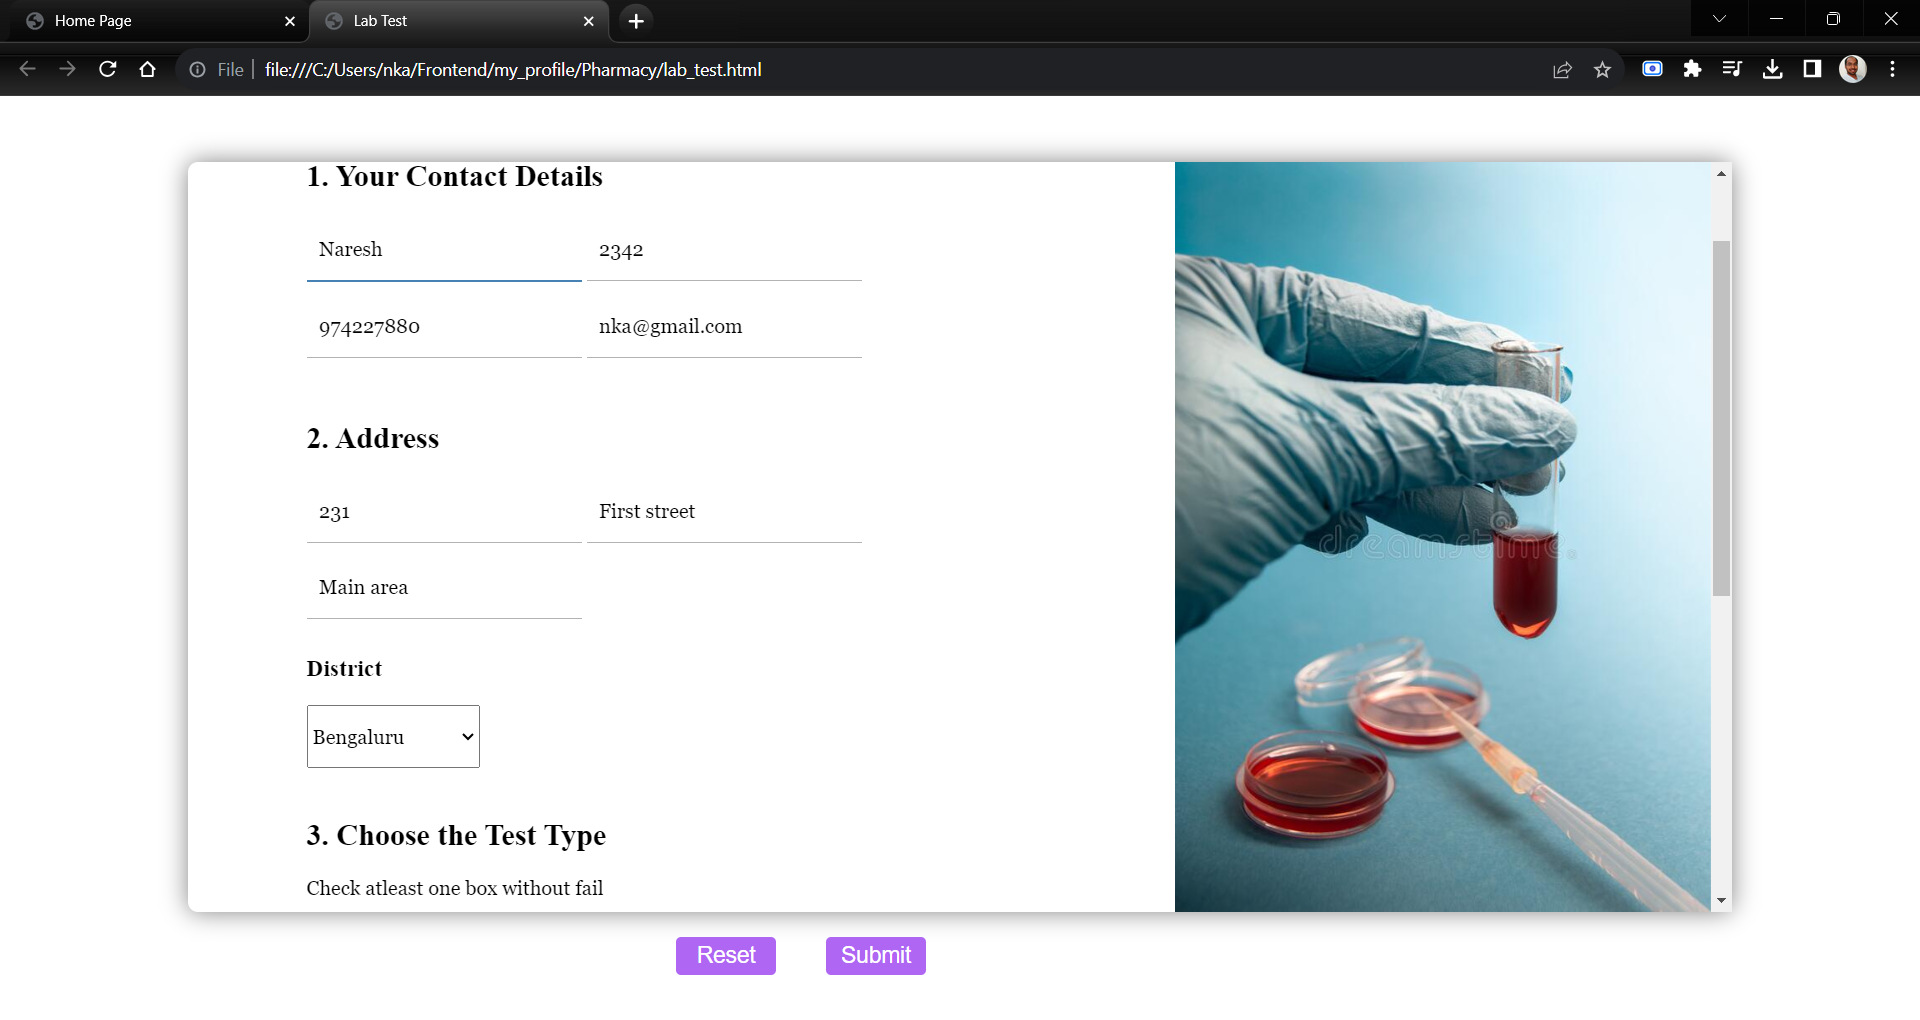 Home Page
Lab Test
File file:///C:/Users/nka/Frontend/my_profile/Pharmacy/lab_test.html
1. Your Contact Details
Naresh 2342
974227880 nka@gmail.com
2. Address
231 First street
Main area
District
Bengaluru
3. Choose the Test Type
Check atleast one box without fail
dreamstime.
Reset Submit